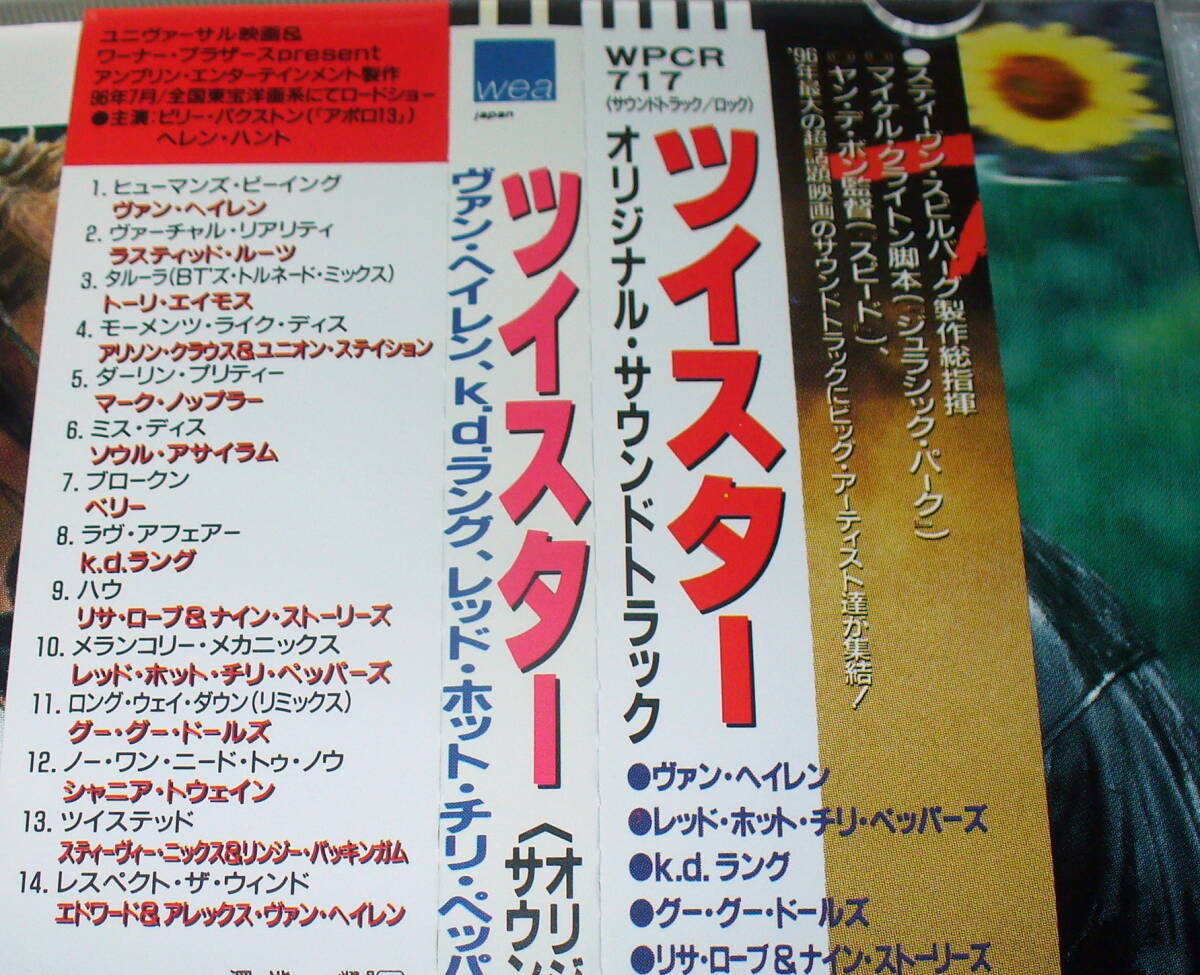 ユニヴァーサル映画&
ワーナー・ブラザースpresent
アンブリン・エンターテインメント製作
96年7月/全国東宝洋画系にてロードショー
●主演:ビリー・パクストン(「アポロ13」)
ヘレン・ハント
1. ヒューマンズ・ビーイング
ヴァン・ヘイレン
2. ヴァーチャル・リアリティ
ラスティッド・ルーツ
3. タルーラ(BT'ズ・トルネード・ミックス)
トーリ・エイモス
4. モーメンツ・ライク・ディス
アリソン・クラウス&ユニオン・ステイション
5. ダーリン・プリティー
マーク・ノップラー
6. ミス・ディス
ソウル・アサイラム
7. ブロークン
ベリー
8. ラヴ・アフェアー
k.d.ラング
9. ハウ
リサ・ローブ&ナイン・ストーリーズ
10. メランコリー・メカニックス
レッド・ホット・チリ・ペッパーズ
11. ロング・ウェイ・ダウン(リミックス)
グー・グー・ドールズ
12. ノー・ワン・ニード・トゥ・ノウ
シャニア・トウェイン
13. ツイステッド
スティーヴィー・ニックス&リンジー・バッキンガム
14. レスペクト・ザ・ウィンド
エドワード&アレックス・ヴァン・ヘイレン
wea
japan
ツイスター
〈オリジ
サウン
ヴァン・ヘイレン、k.d.ラング、レッド・ホット・チリ・ペッパ
WPCR
717
(サウンドトラック/ロック)
ツイスター
オリジナル・サウンドトラック
●スティーヴン・スピルバーグ製作総指揮
マイケル・クライトン脚本(『ジュラシック・パーク』)
ヤン・デ・ボン監督(『スピード』)、
'96年最大の超話題映画のサウンドトラックにビッグ・アーティスト達が集結!
●ヴァン・ヘイレン
●レッド・ホット・チリ・ペッパーズ
●k.d.ラング
●グー・グー・ドールズ
●リサ・ローブ&ナイン・ストーリーズ